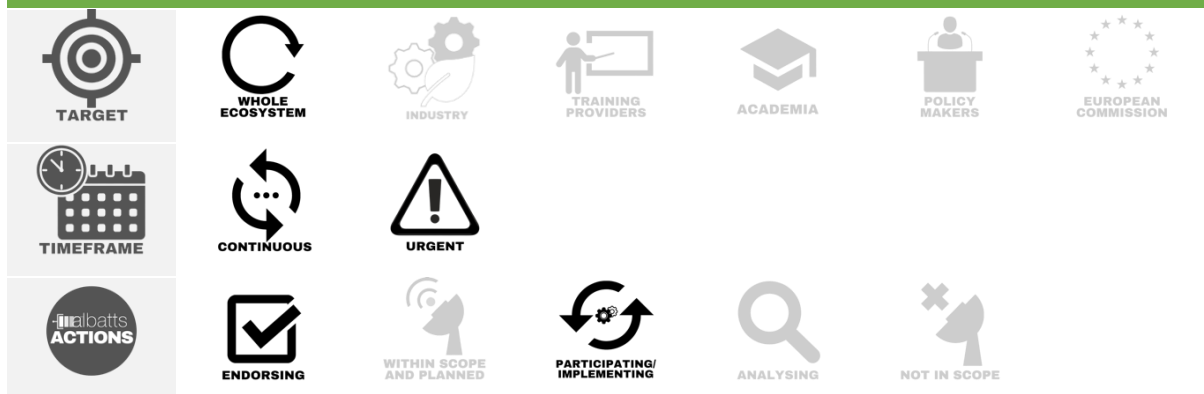 TARGET
WHOLE
ECOSYSTEM
INDUSTRY
TRAINING
PROVIDERS
ACADEMIA
POLICY
MAKERS
EUROPEAN
COMMISSION
TIMEFRAME
CONTINUOUS
URGENT
albatts
ACTIONS
ENDORSING
WITHIN SCOPE
AND PLANNED
PARTICIPATING/
IMPLEMENTING
ANALYSING
NOT IN SCOPE